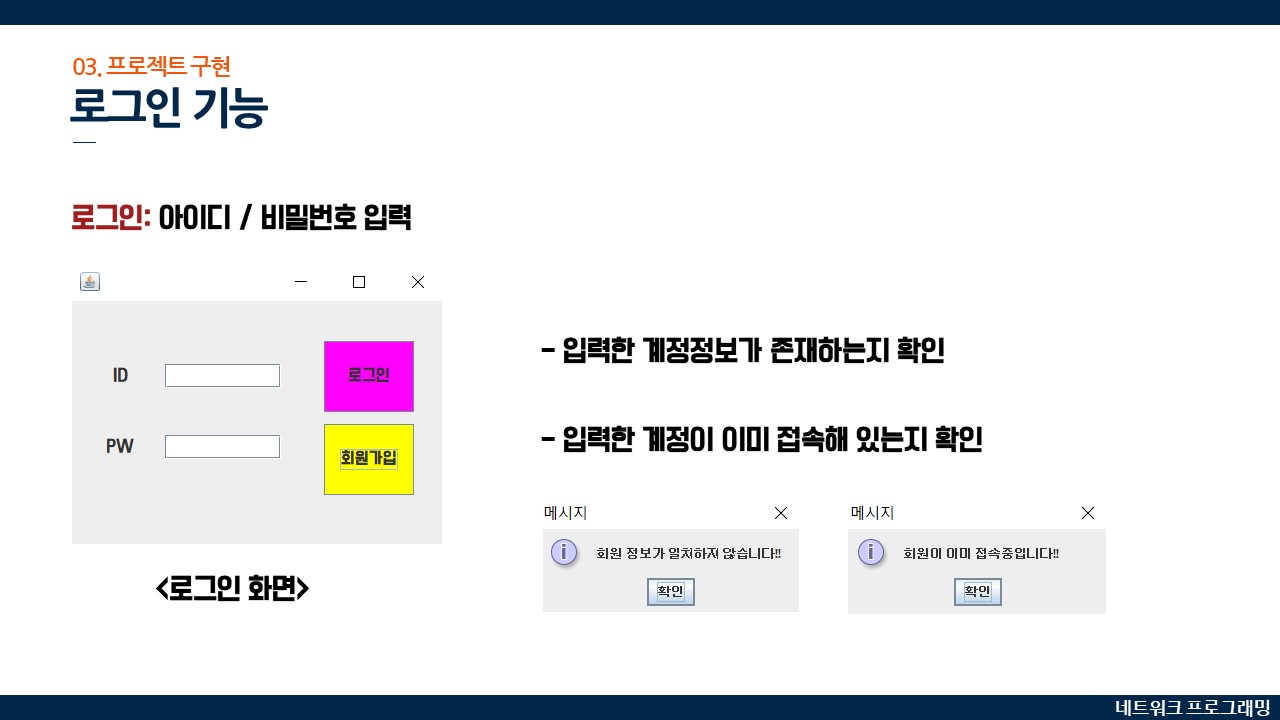 03. 프로젝트 구현
로그인 기능
로그인: 아이디 / 비밀번호 입력
ID
로그인
PW
회원가입
<로그인 화면>
- 입력한 계정정보가 존재하는지 확인
- 입력한 계정이 이미 접속해 있는지 확인
메시지
i
회원 정보가 일처하지 않습니다!!
확인
메시지
i
회원이 이미 접속중입니다!!
확인
네트워크 프로그래밍